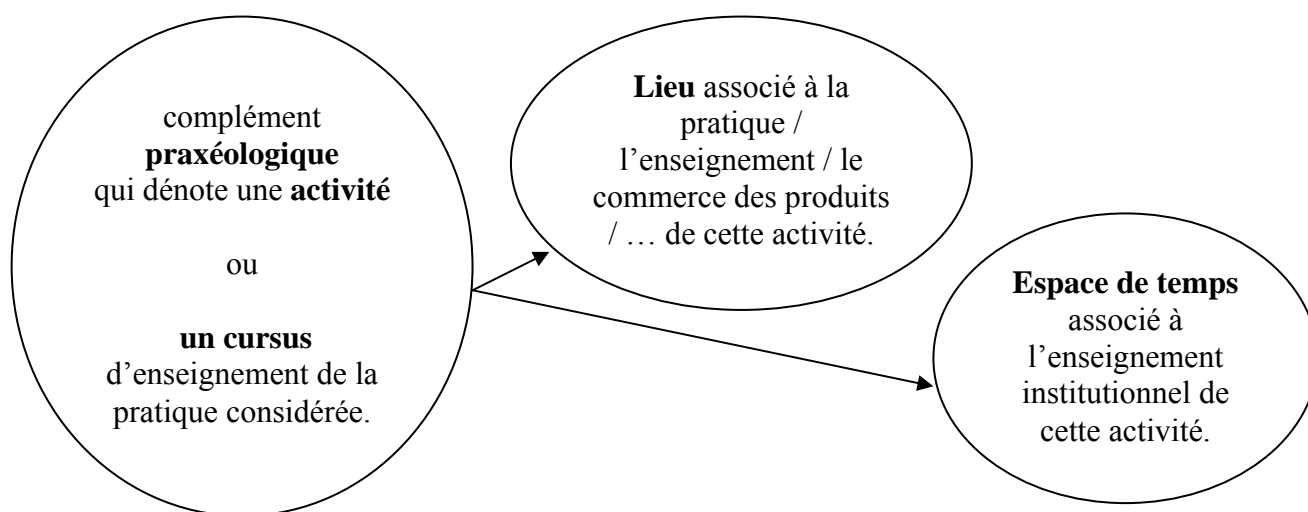 complément
praxéologique
qui dénote une activité
ou
un cursus
d’enseignement de la
pratique considérée.
Lieu associé à la
pratique /
l’enseignement / le
commerce des produits
/ … de cette activité.
Espace de temps
associé à
l’enseignement
institutionnel de
cette activité.